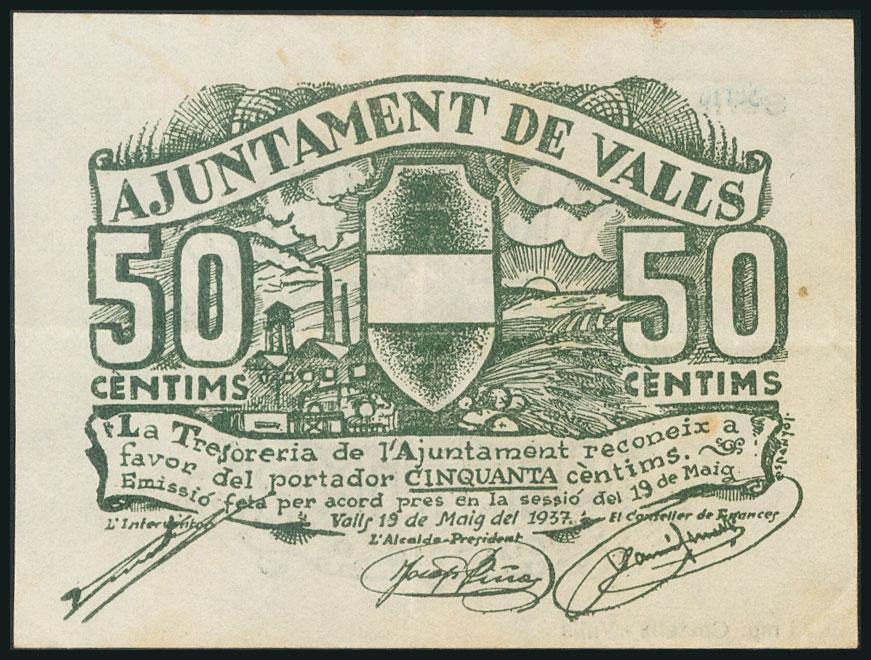 AJUNTAMENT DE VALLS
50 50
CÈNTIMS CÈNTIMS
La Tresoreria de l'Ajuntament reconeix a
favor del portador CINQUANTA cèntims.
Emissió feta per acord pres en la sessió del 19 de Maig
Valls 19 de Maig del 1937.
L'Interventor El Conseller de Finances
L'Alcalde-President
Josep
espanyol.